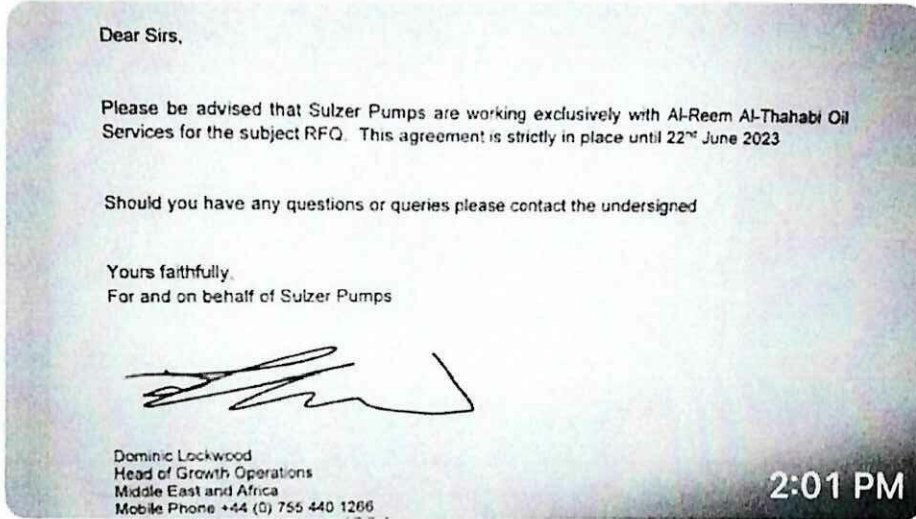 Dear Sirs,
Please be advised that Sulzer Pumps are working exclusively with Al-Reem Al-Thahabi Oil
Services for the subject RFQ. This agreement is strictly in place until 22nd June 2023
Should you have any questions or queries please contact the undersigned
Yours faithfully,
For and on behalf of Sulzer Pumps
Dominic Lockwood
Head of Growth Operations
Middle East and Africa
Mobile Phone +44 (0) 755 440 1266
2:01 PM